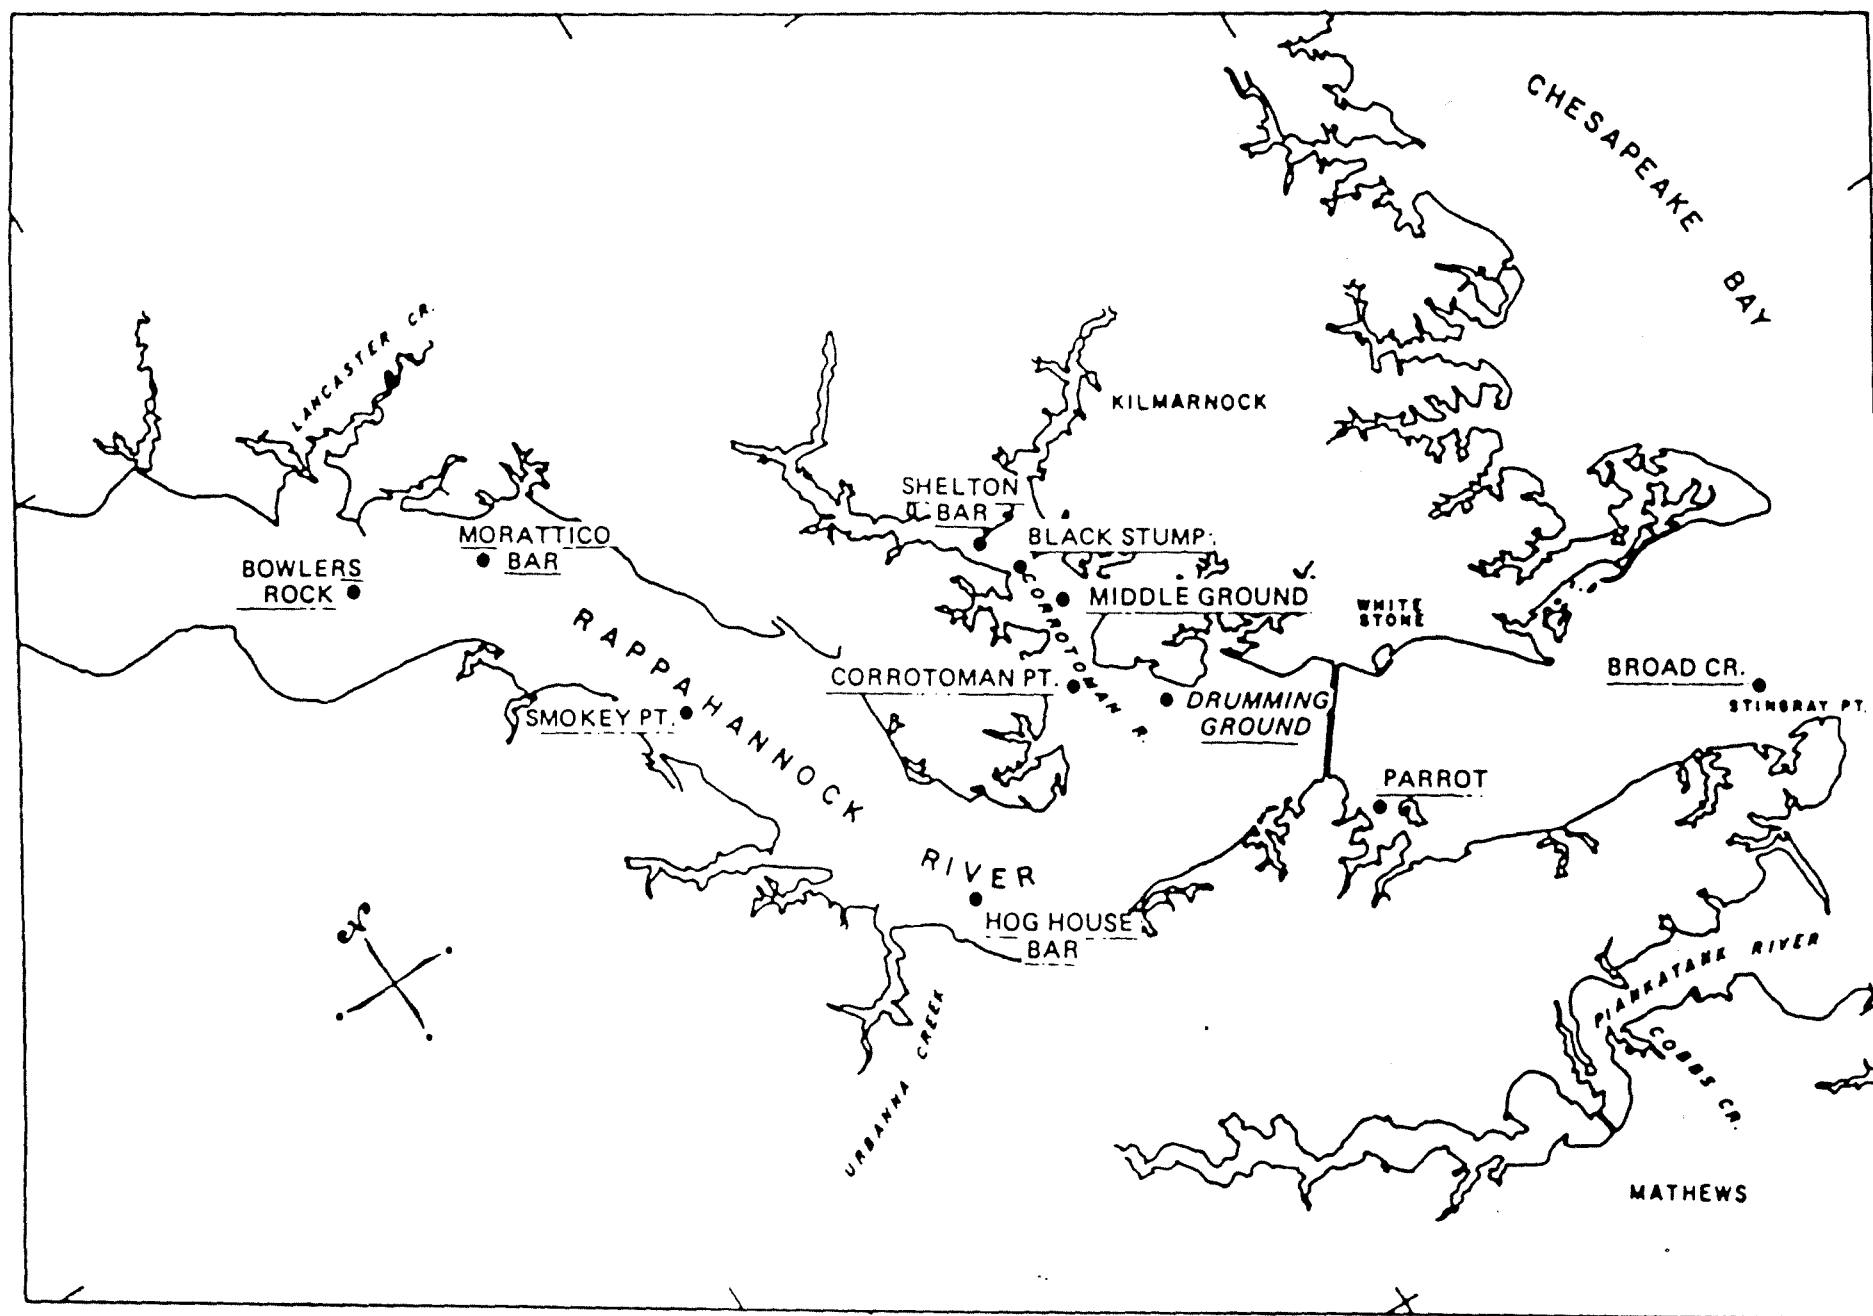 CHESAPEAKE BAY
LANCASTER CR.
KILMARNOCK
SHELTON
BAR
BLACK STUMP
MORATTICO
BAR
BOWLERS
ROCK
MIDDLE GROUND
WHITE
STONE
CORROTOMAN R.
CORROTOMAN PT.
BROAD CR.
STINGRAY PT.
DRUMMING
GROUND
SMOKEY PT.
RAPPAHANNOCK RIVER
PARROT
HOG HOUSE
BAR
N
URBANNA CREEK
PIANKATANK RIVER
COBBS CR.
MATHEWS